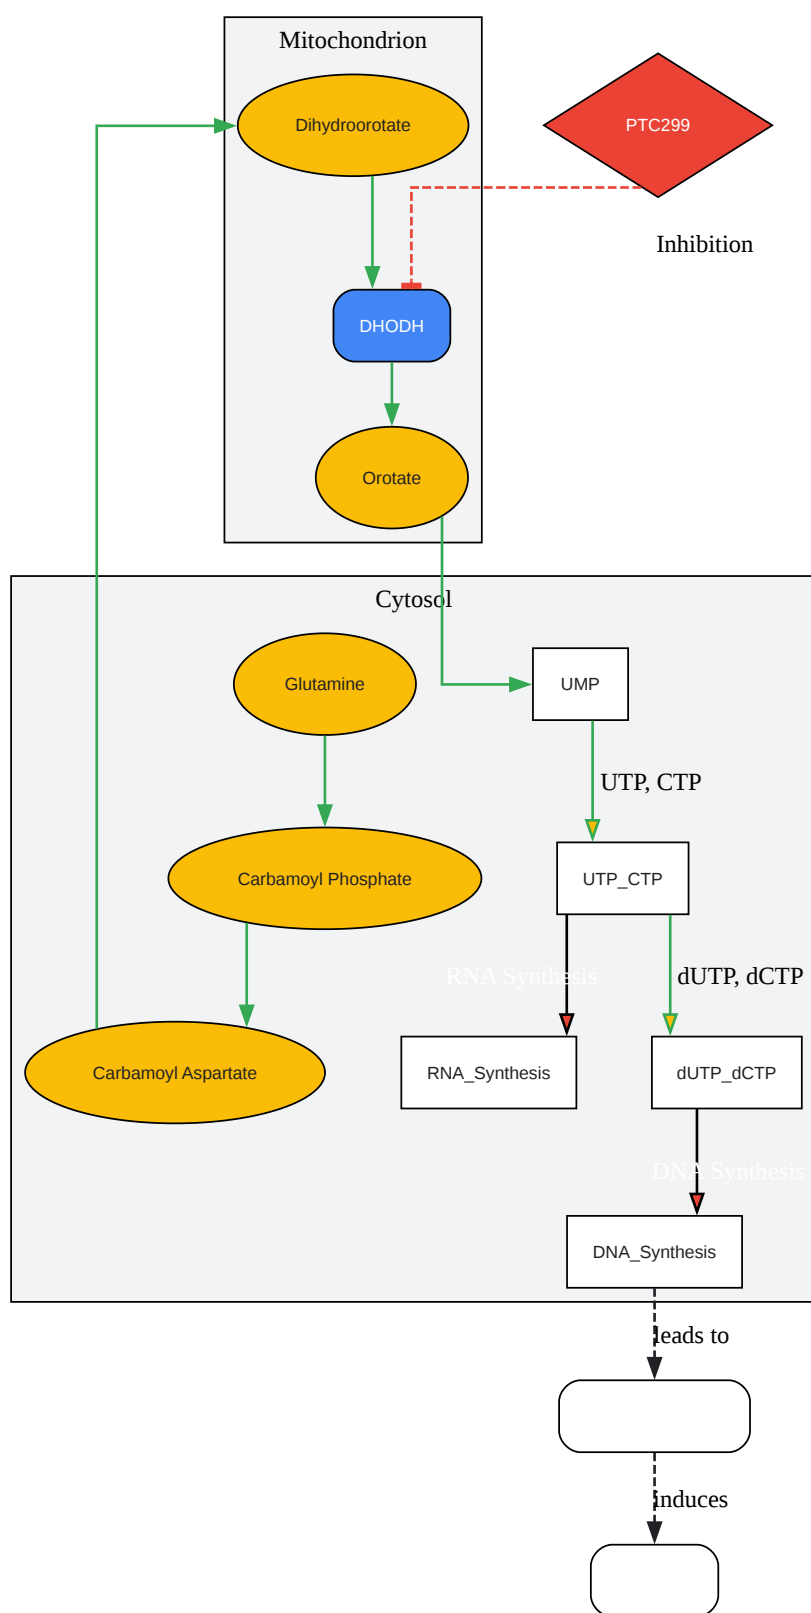 Mitochondrion
Dihydroorotate
PTC299
Inhibition
DHODH
Orotate
Cytosol
Glutamine
UMP
UTP, CTP
Carbamoyl Phosphate
UTP_CTP
RNA Synthesis
dUTP, dCTP
Carbamoyl Aspartate
RNA_Synthesis
dUTP_dCTP
DNA Synthesis
DNA_Synthesis
leads to
induces